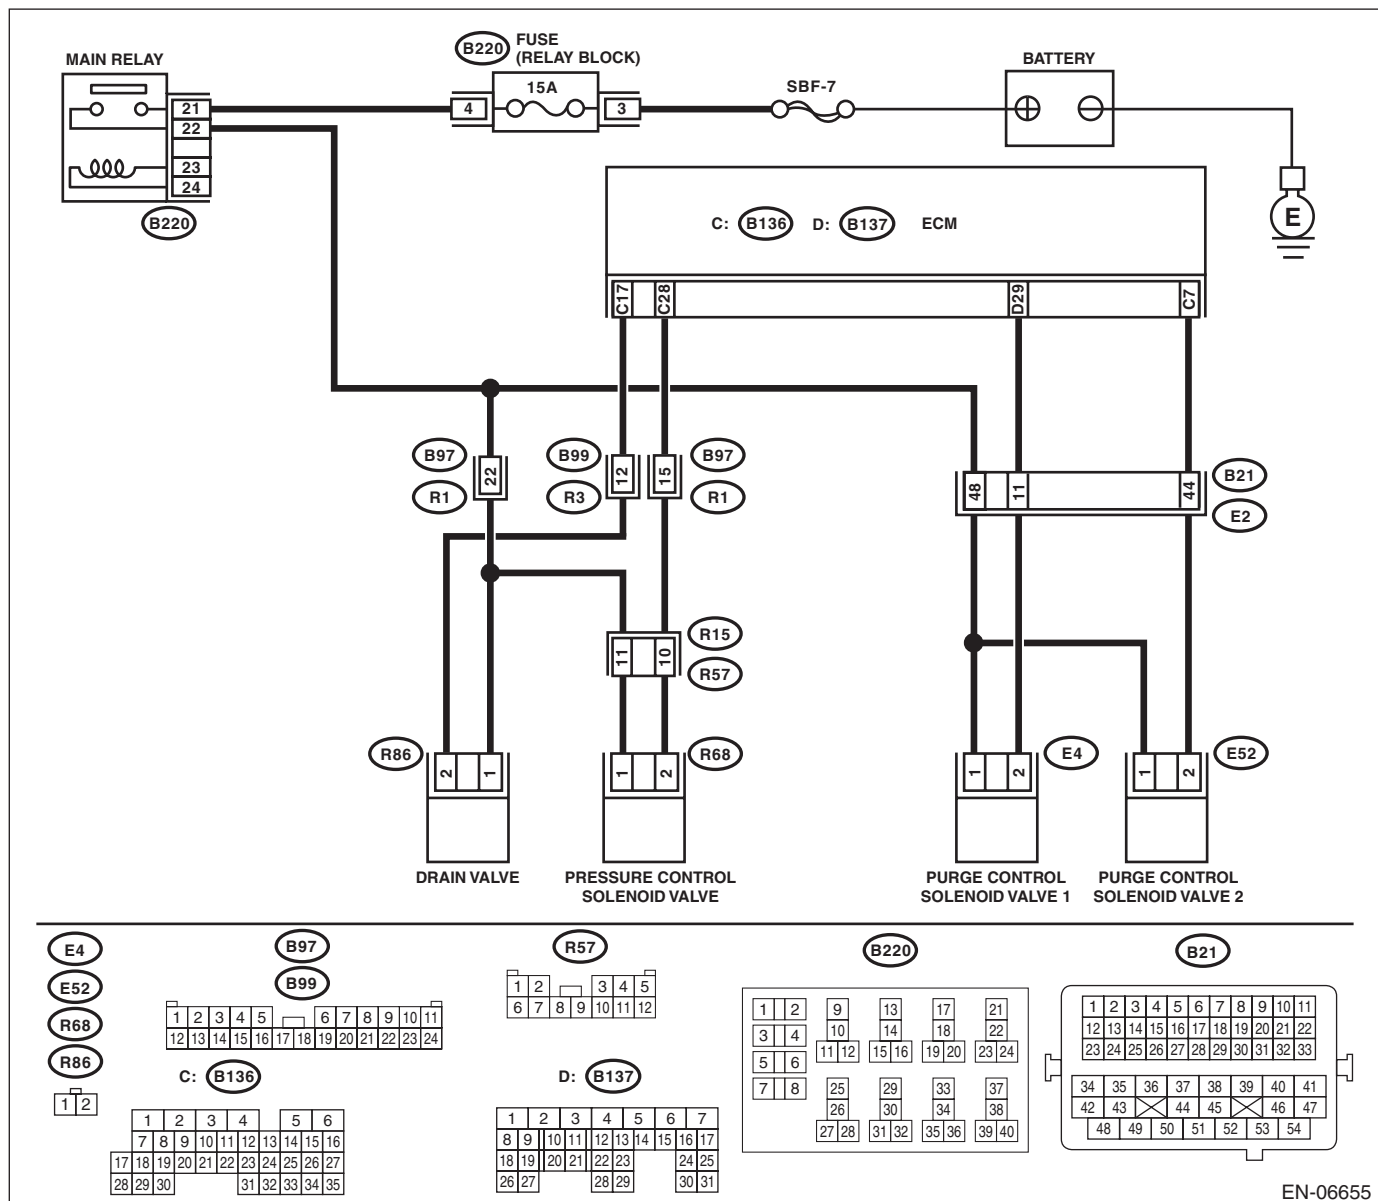 B220 FUSE
(RELAY BLOCK)
MAIN RELAY
15A
SBF-7
BATTERY
21 4 3
22
23
24
B220
E
C: B136 D: B137 ECM
C17 C28 D29 C7
B97 22 B99 12 15 B97
R1 R3 R1
48 11 44 B21
E2
11 10 R15
R57
R86 2 1 1 2 R68 1 2 E4 1 2 E52
DRAIN VALVE
PRESSURE CONTROL
SOLENOID VALVE
PURGE CONTROL
SOLENOID VALVE 1
PURGE CONTROL
SOLENOID VALVE 2
E4
E52
R68
R86
1 2
B97
B99
1 2 3 4 5 6 7 8 9 10 11
12 13 14 15 16 17 18 19 20 21 22 23 24
C: B136
1 2 3 4 5 6
7 8 9 10 11 12 13 14 15 16
17 18 19 20 21 22 23 24 25 26 27
28 29 30 31 32 33 34 35
R57
1 2 3 4 5
6 7 8 9 10 11 12
D: B137
1 2 3 4 5 6 7
8 9 10 11 12 13 14 15 16 17
18 19 20 21 22 23 24 25
26 27 28 29 30 31
B220
1 2 9 13 17 21
3 4 10 14 18 22
5 6 11 12 15 16 19 20 23 24
7 8 25 29 33 37
26 30 34 38
27 28 31 32 35 36 39 40
B21
1 2 3 4 5 6 7 8 9 10 11
12 13 14 15 16 17 18 19 20 21 22
23 24 25 26 27 28 29 30 31 32 33
34 35 36 37 38 39 40 41
42 43 44 45 46 47
48 49 50 51 52 53 54
EN-06655